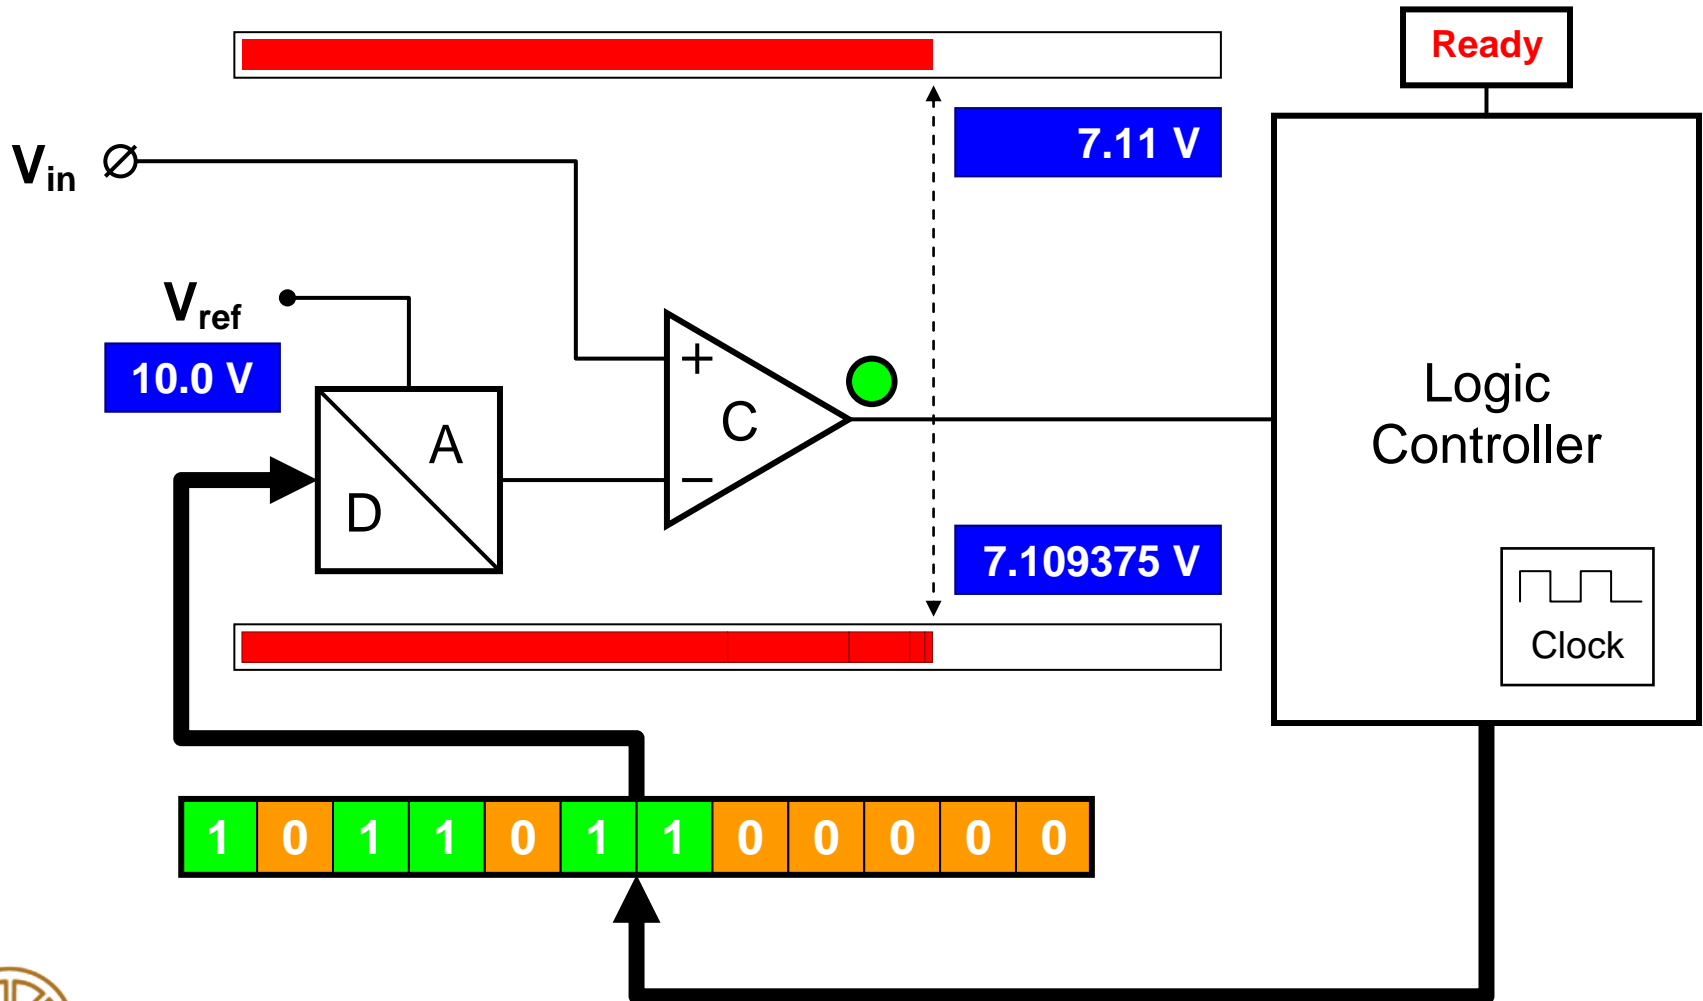 Ready
7.11 V
Vin
Vref
10.0 V
+
A
C
Logic
Controller
−
D
7.109375 V
Clock
1 0 1 1 0 1 1 0 0 0 0 0